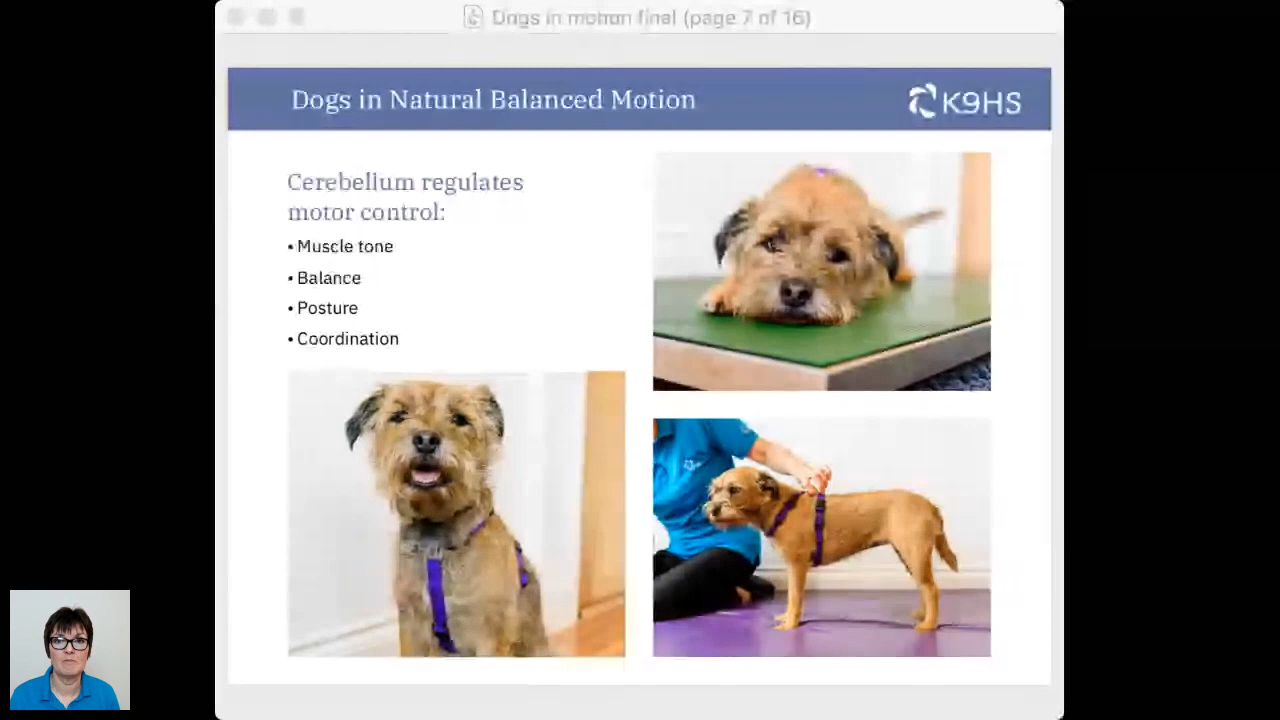 Dogs in motion final (page 7 of 16)
Dogs in Natural Balanced Motion
K9HS
Cerebellum regulates
motor control:
• Muscle tone
• Balance
• Posture
• Coordination